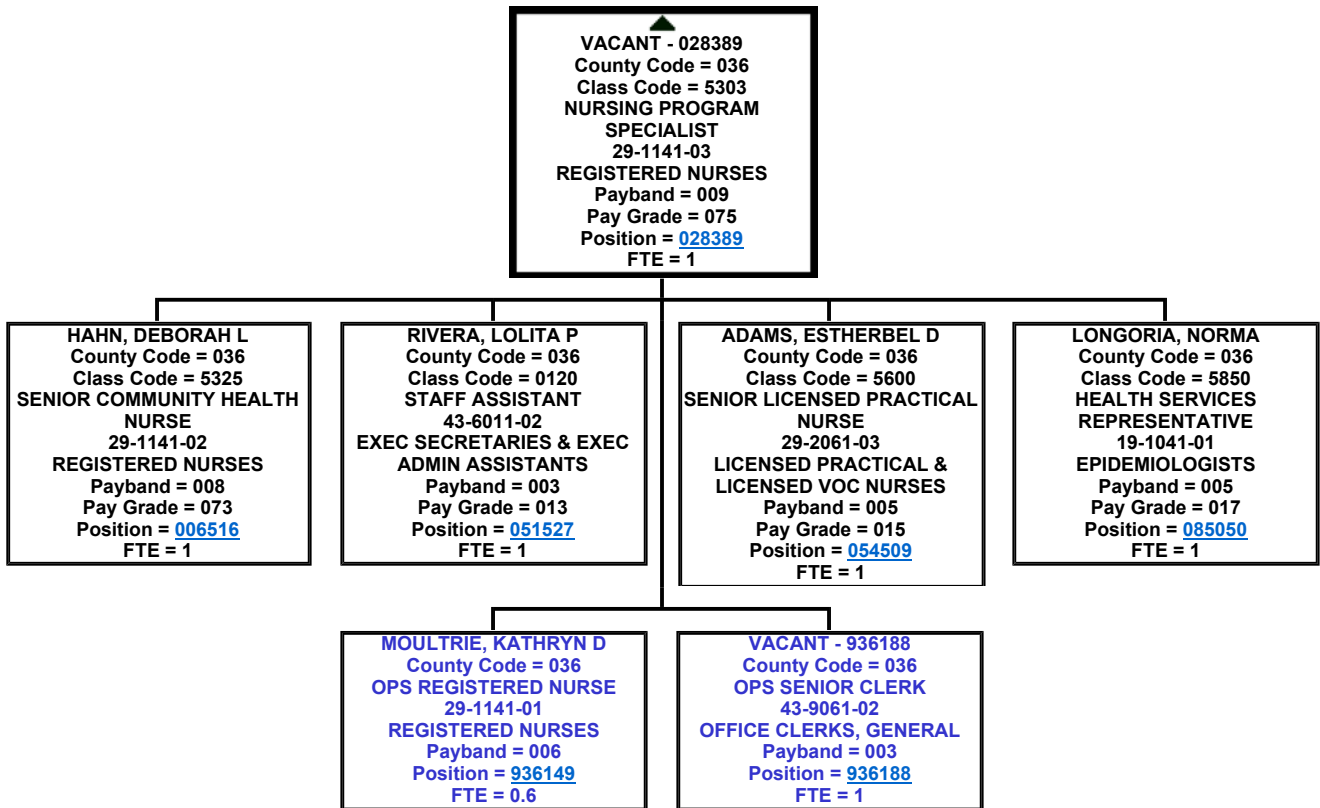 VACANT - 028389
County Code = 036
Class Code = 5303
NURSING PROGRAM
SPECIALIST
29-1141-03
REGISTERED NURSES
Payband = 009
Pay Grade = 075
Position = 028389
FTE = 1
HAHN, DEBORAH L
County Code = 036
Class Code = 5325
SENIOR COMMUNITY HEALTH
NURSE
29-1141-02
REGISTERED NURSES
Payband = 008
Pay Grade = 073
Position = 006516
FTE = 1
RIVERA, LOLITA P
County Code = 036
Class Code = 0120
STAFF ASSISTANT
43-6011-02
EXEC SECRETARIES & EXEC
ADMIN ASSISTANTS
Payband = 003
Pay Grade = 013
Position = 051527
FTE = 1
ADAMS, ESTHERBEL D
County Code = 036
Class Code = 5600
SENIOR LICENSED PRACTICAL
NURSE
29-2061-03
LICENSED PRACTICAL &
LICENSED VOC NURSES
Payband = 005
Pay Grade = 015
Position = 054509
FTE = 1
LONGORIA, NORMA
County Code = 036
Class Code = 5850
HEALTH SERVICES
REPRESENTATIVE
19-1041-01
EPIDEMIOLOGISTS
Payband = 005
Pay Grade = 017
Position = 085050
FTE = 1
MOULTRIE, KATHRYN D
County Code = 036
OPS REGISTERED NURSE
29-1141-01
REGISTERED NURSES
Payband = 006
Position = 936149
FTE = 0.6
VACANT - 936188
County Code = 036
OPS SENIOR CLERK
43-9061-02
OFFICE CLERKS, GENERAL
Payband = 003
Position = 936188
FTE = 1